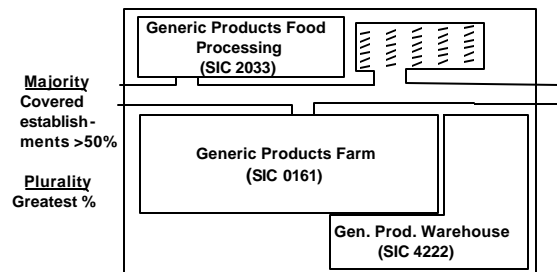 Generic Products Food
Processing
(SIC 2033)
Majority
Covered
establish-
ments >50%
Plurality
Greatest %
Generic Products Farm
(SIC 0161)
Gen. Prod. Warehouse
(SIC 4222)